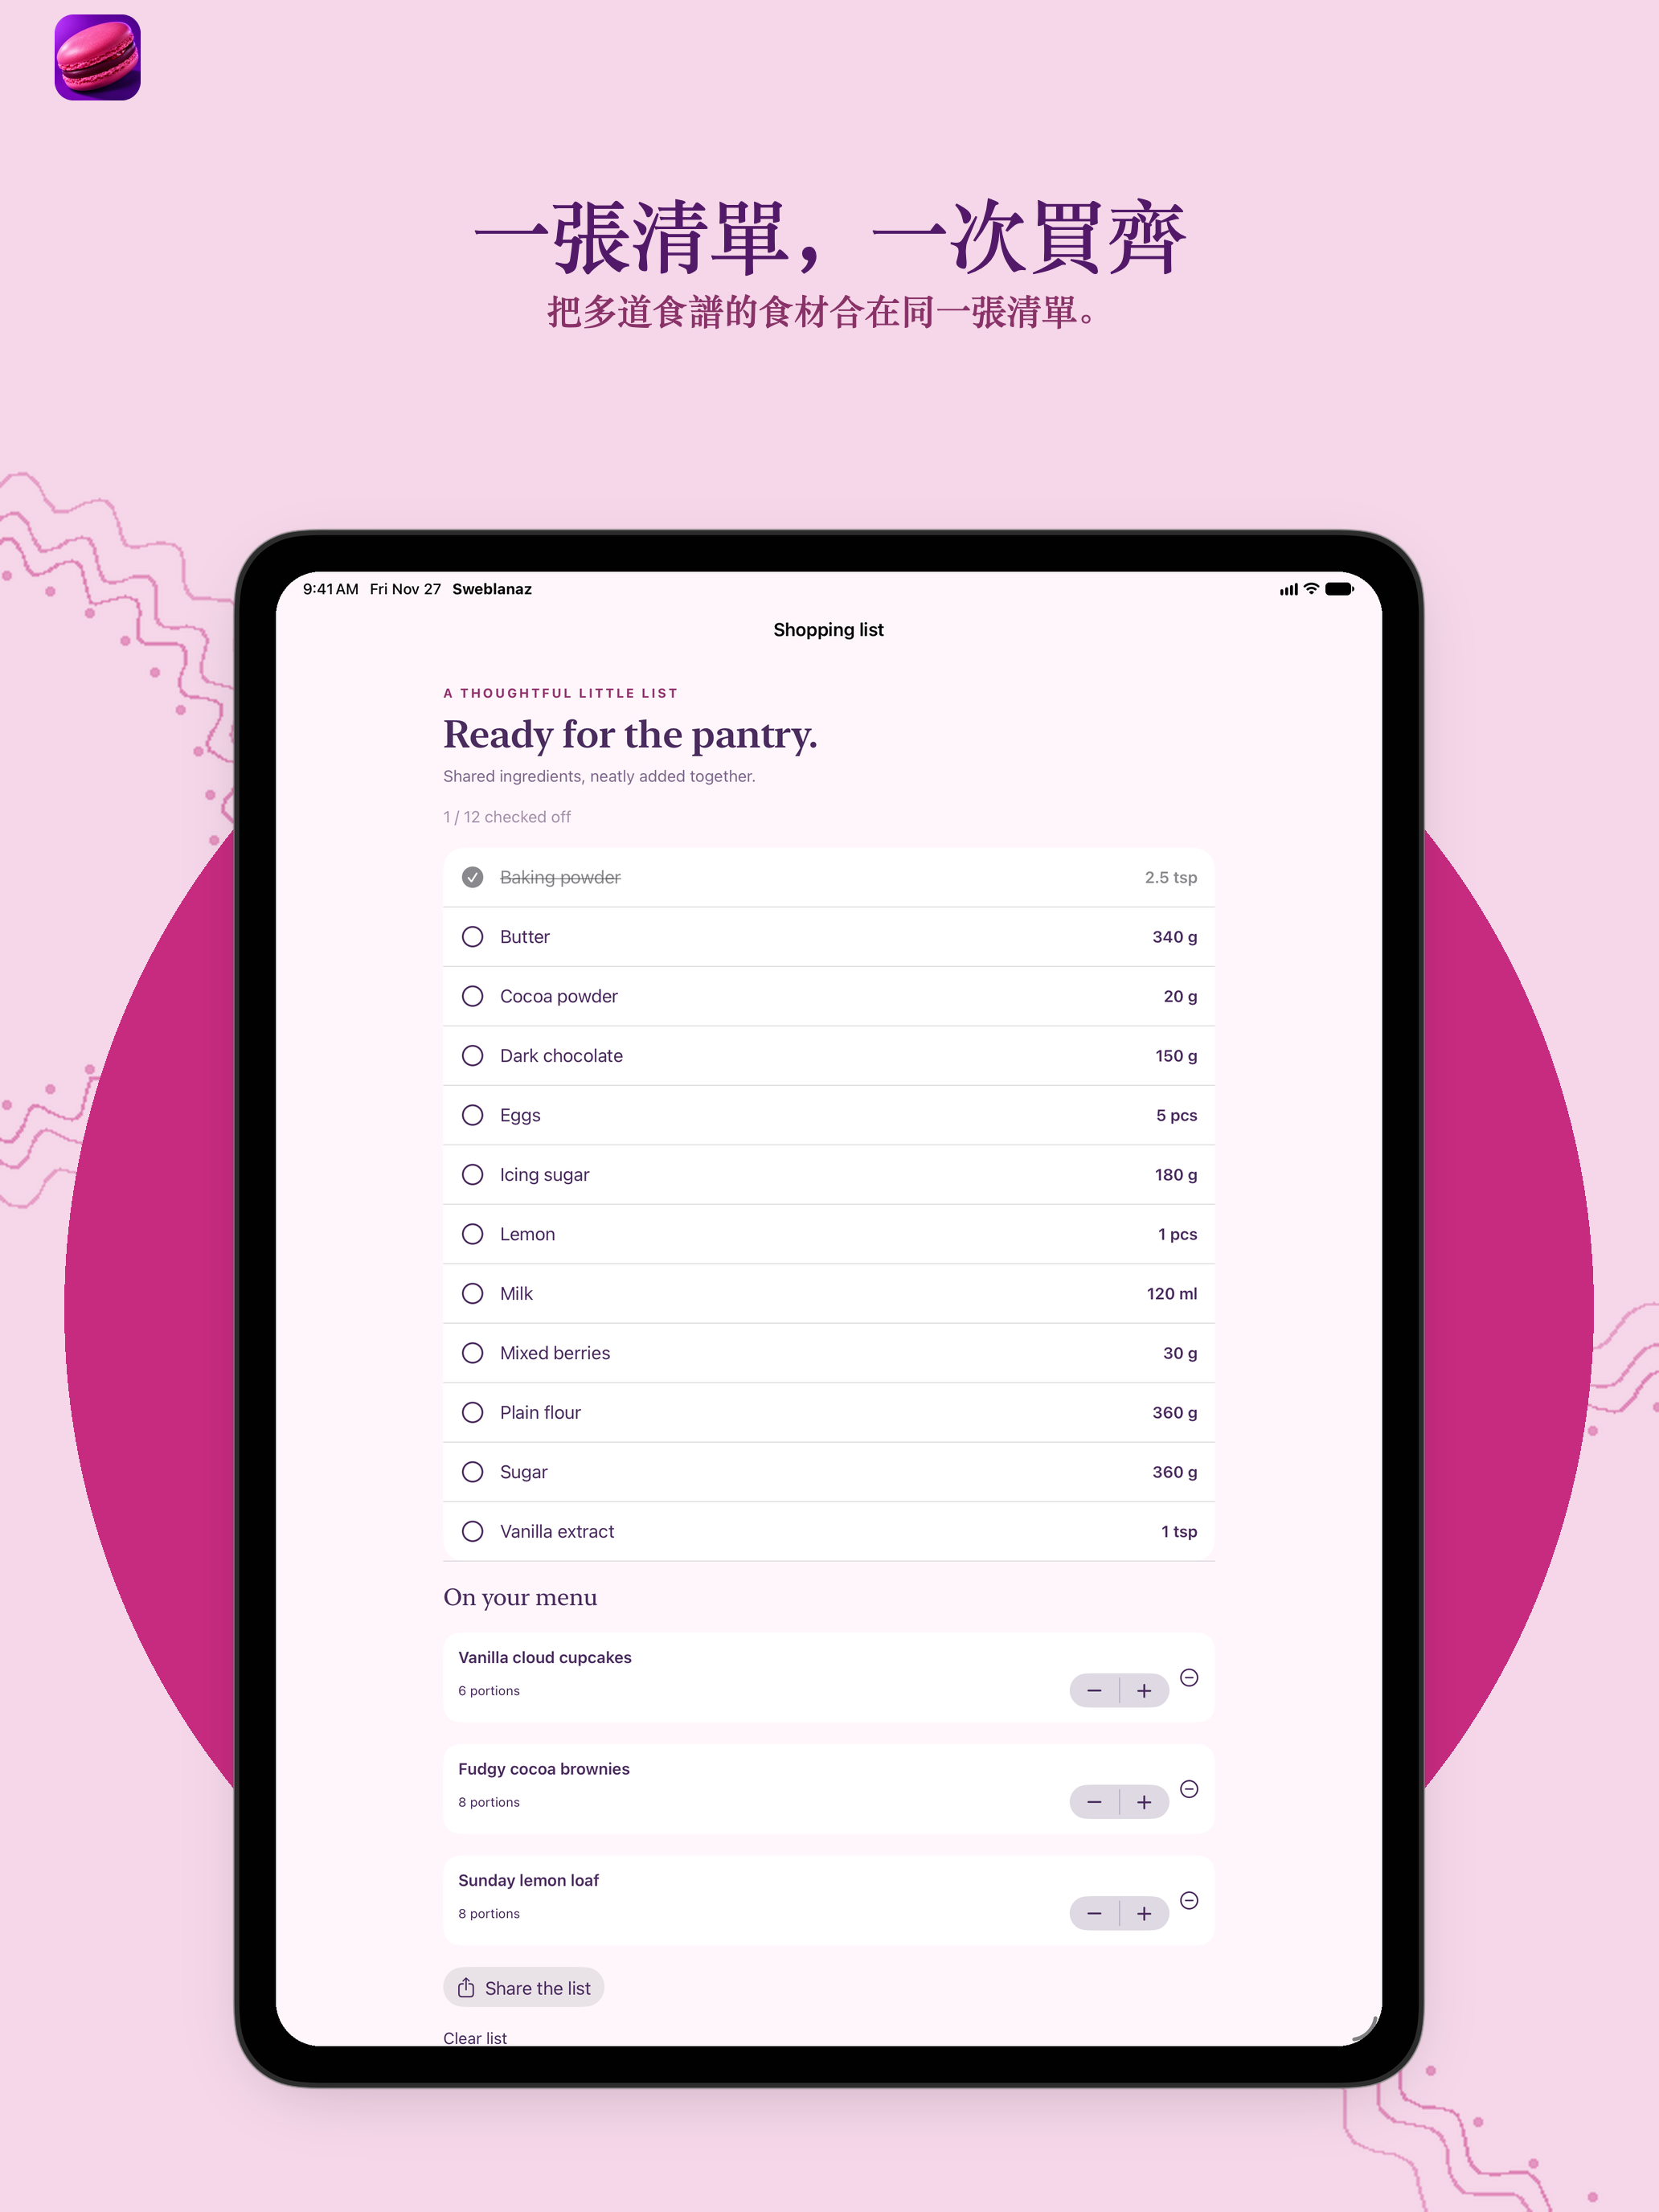 一張清單，一次買齊
把多道食譜的食材合在同一張清單。
9:41 AM Fri Nov 27 Sweblanaz
Shopping list
A THOUGHTFUL LITTLE LIST
Ready for the pantry.
Shared ingredients, neatly added together.
1 / 12 checked off
Baking powder 2.5 tsp
Butter 340 g
Cocoa powder 20 g
Dark chocolate 150 g
Eggs 5 pcs
Icing sugar 180 g
Lemon 1 pcs
Milk 120 ml
Mixed berries 30 g
Plain flour 360 g
Sugar 360 g
Vanilla extract 1 tsp
On your menu
Vanilla cloud cupcakes
6 portions
Fudgy cocoa brownies
8 portions
Sunday lemon loaf
8 portions
Share the list
Clear list